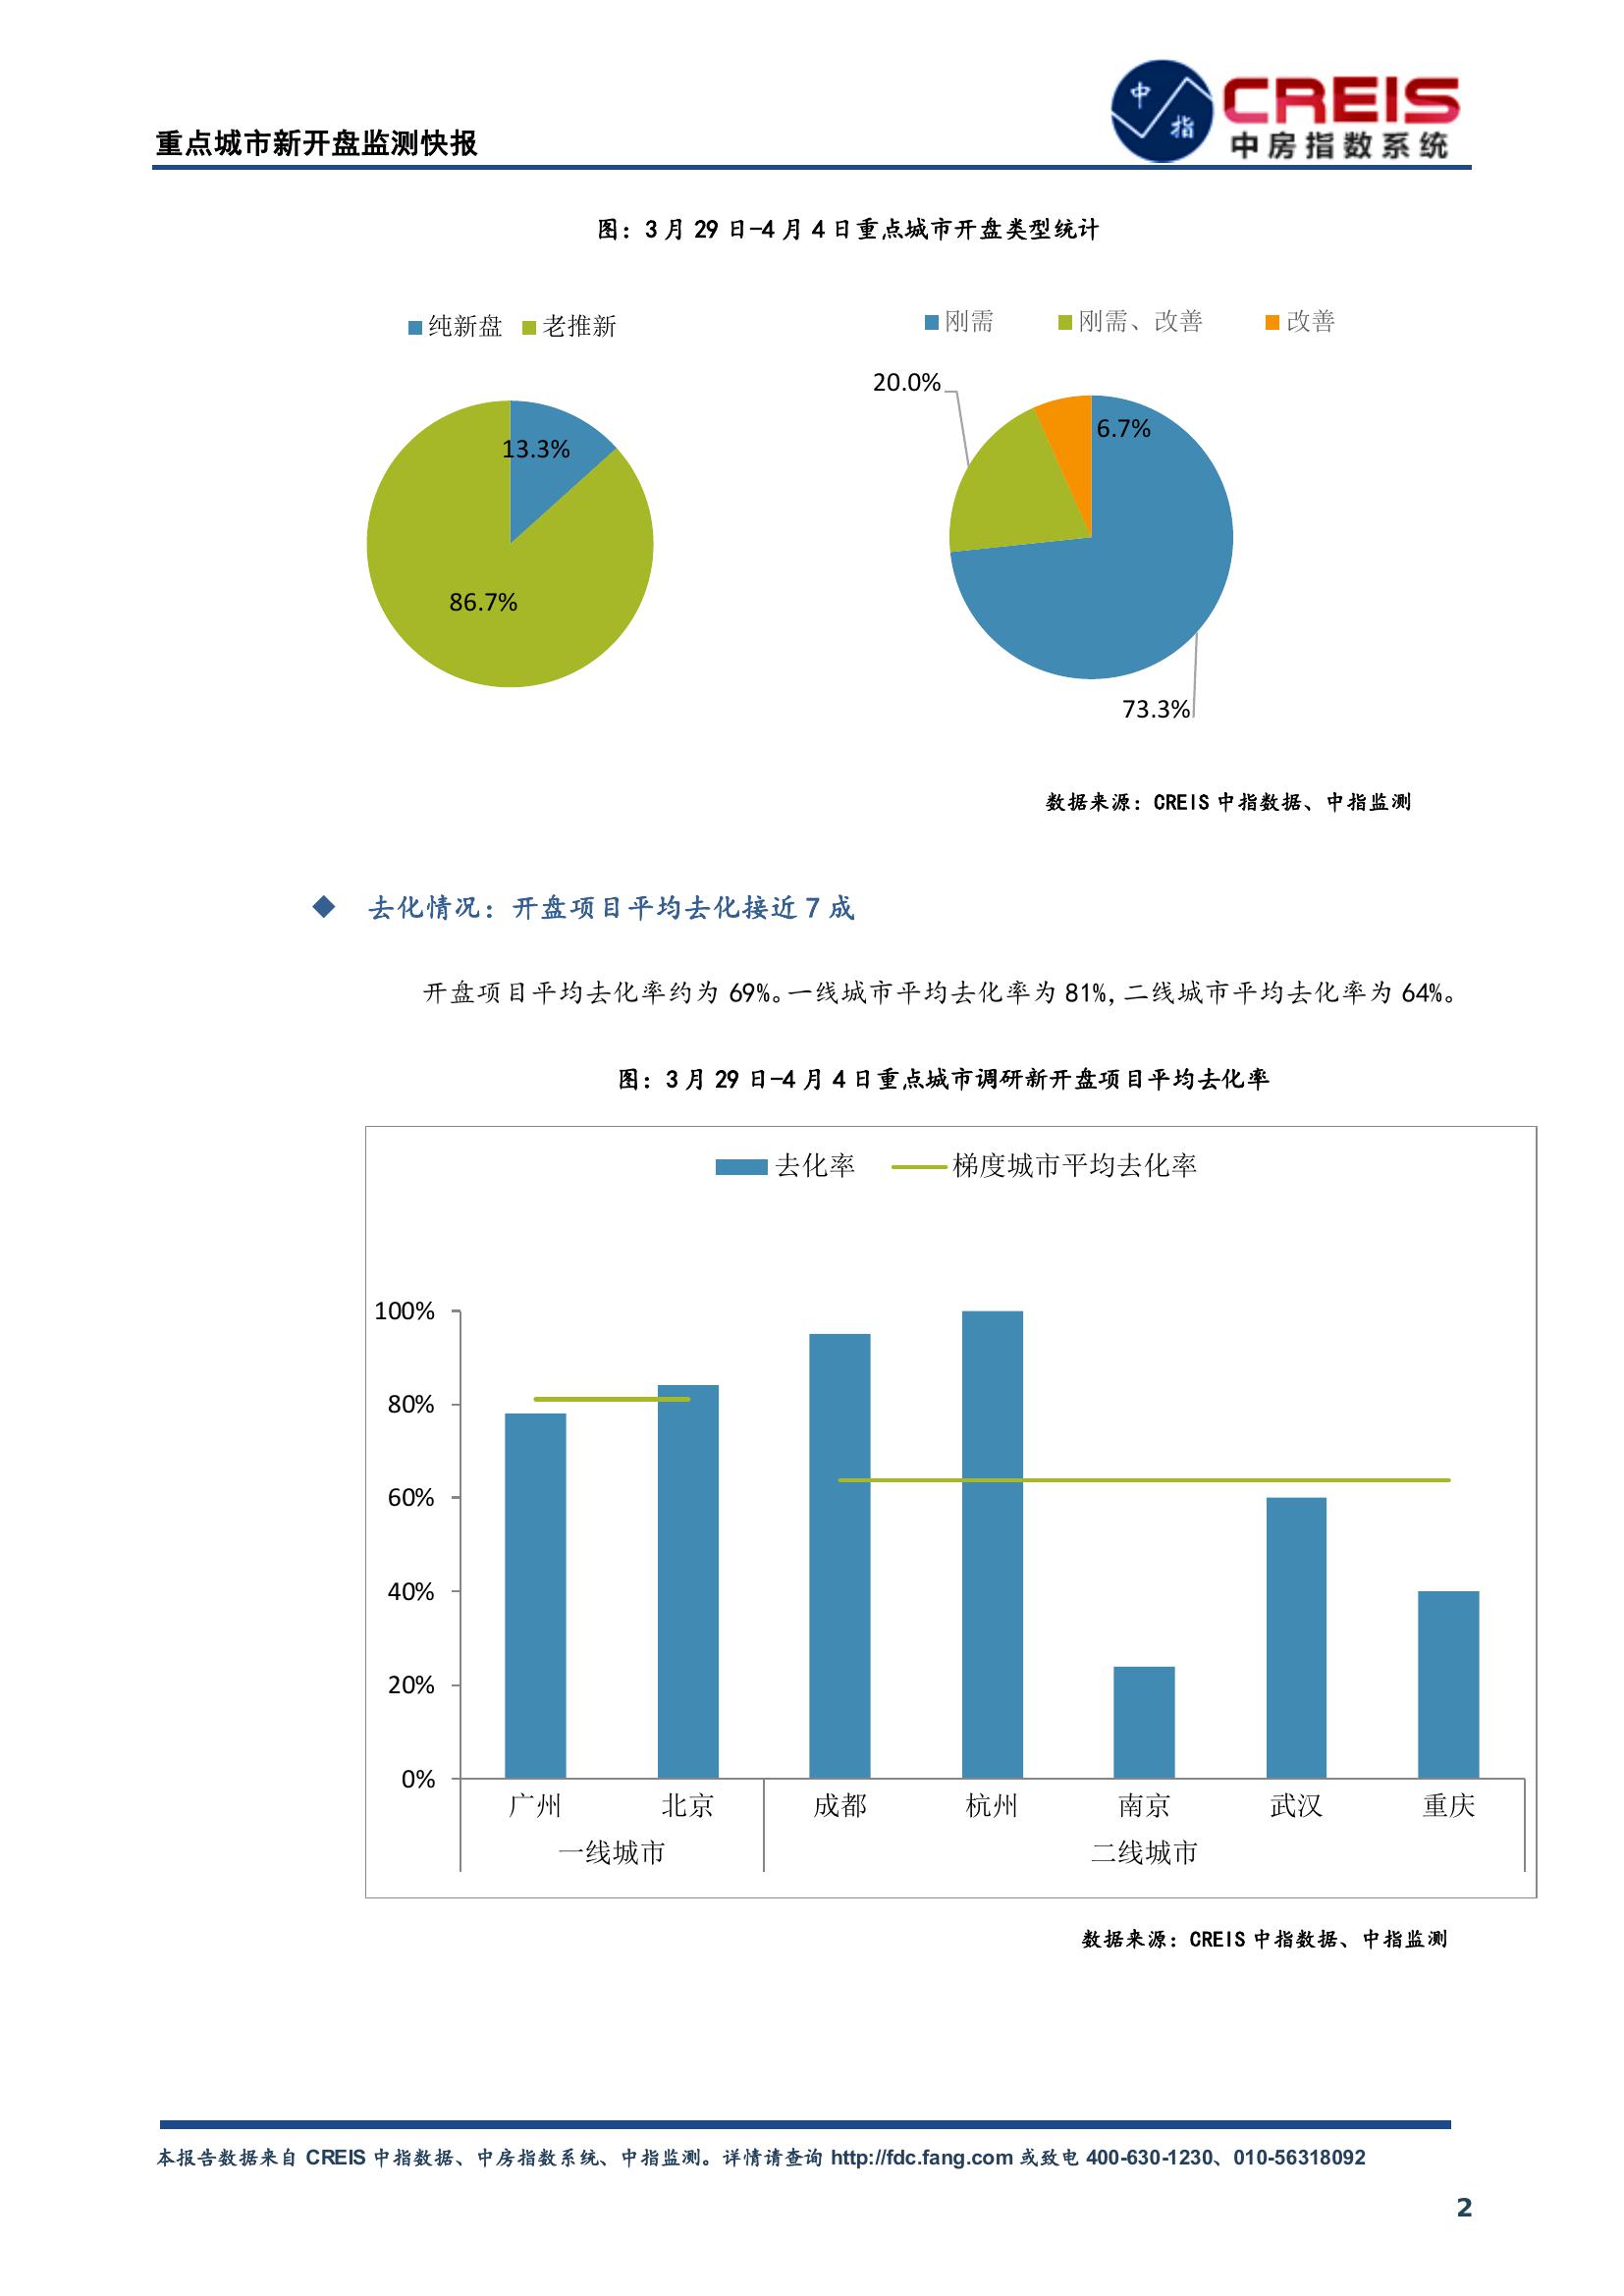 中
指
CREIS
中房指数系统
重点城市新开盘监测快报
图：3月29日-4月4日重点城市开盘类型统计
纯新盘 老推新
13.3%
86.7%
刚需 刚需、改善 改善
20.0%
6.7%
73.3%
数据来源：CREIS中指数据、中指监测
去化情况：开盘项目平均去化接近7成
开盘项目平均去化率约为69%。一线城市平均去化率为81%,二线城市平均去化率为64%。
图：3月29日-4月4日重点城市调研新开盘项目平均去化率
去化率 梯度城市平均去化率
100%
80%
60%
40%
20%
0%
广州 北京 成都 杭州 南京 武汉 重庆
一线城市 二线城市
数据来源：CREIS中指数据、中指监测
本报告数据来自 CREIS 中指数据、中房指数系统、中指监测。详情请查询 http://fdc.fang.com 或致电 400-630-1230、010-56318092
2